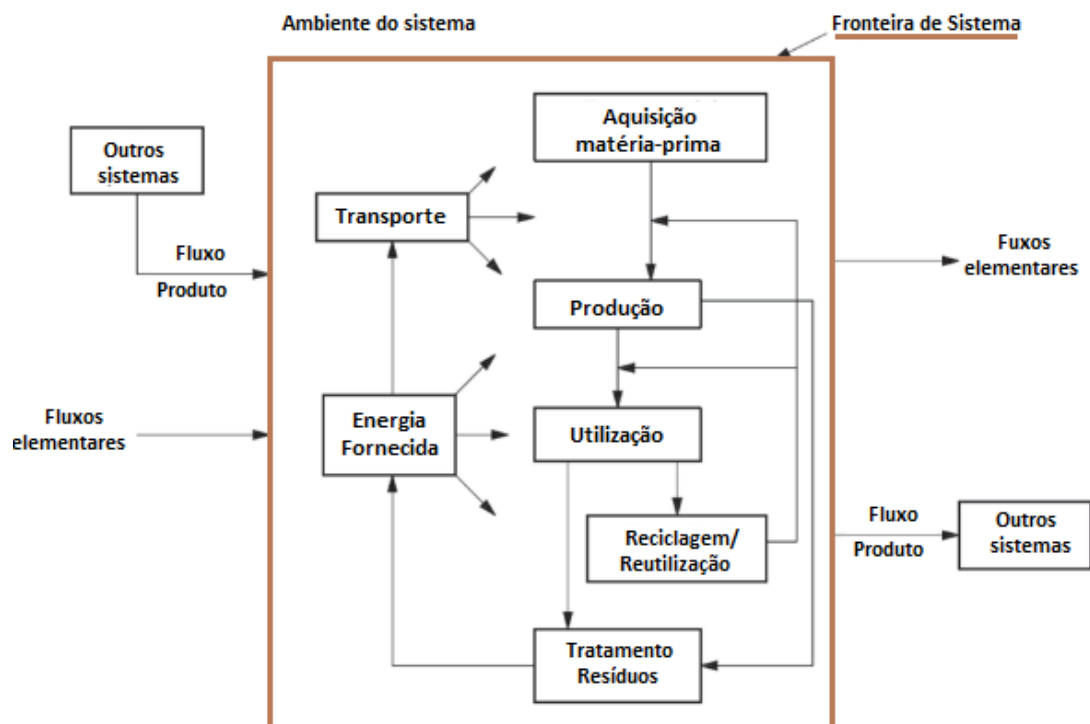 Ambiente do sistema
Fronteira de Sistema
Aquisição
matéria-prima
Outros
sistemas
Transporte
Fluxo
Produto
Fuxos
elementares
Produção
Energia
Fornecida
Utilização
Fluxos
elementares
Reciclagem/
Reutilização
Fluxo
Produto
Outros
sistemas
Tratamento
Resíduos